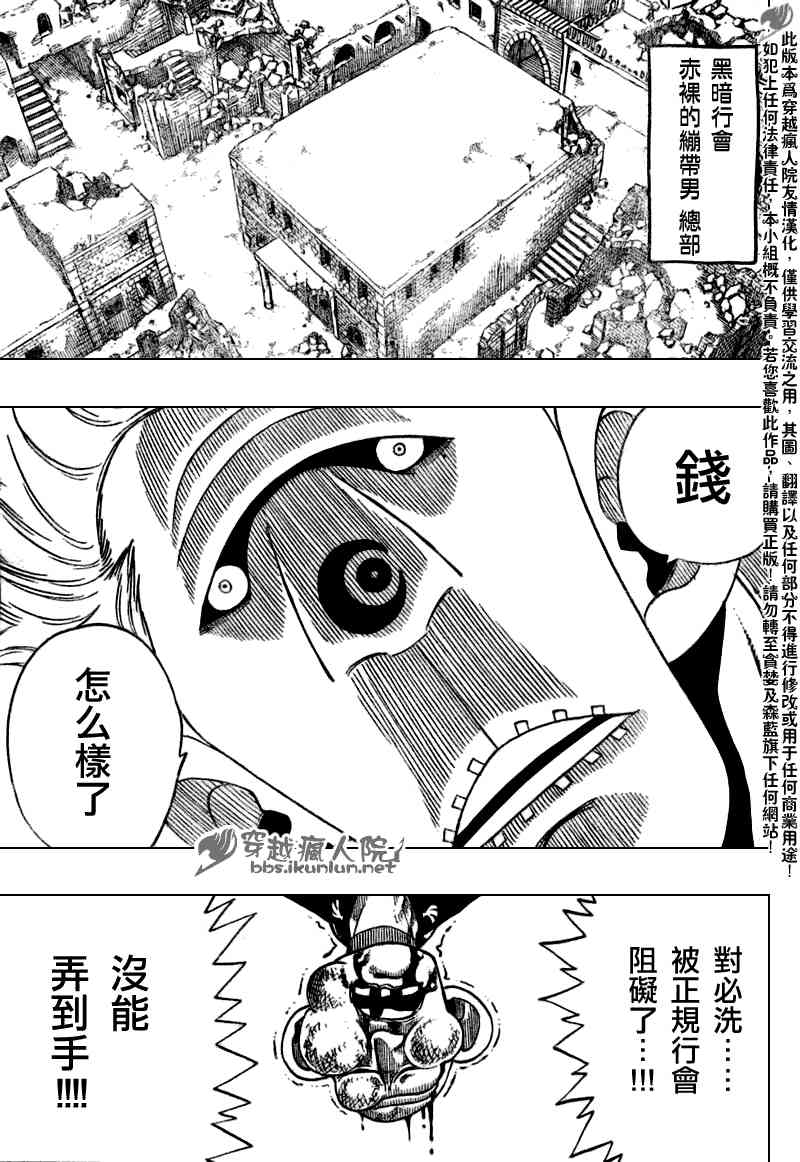 此版本爲穿越瘋人院友情漢化，僅供學習交流之用，其圖、翻譯以及任何部分不得進行修改或用于任何商業用途！
如犯上任何法律責任，本小組概不負責。若您喜歡此作品，請購買正版！請勿轉至貪婪及森藍旗下任何網站！
黑暗行會
赤裸的繃帶男 總部
錢
怎么樣了
穿越瘋人院
bbs.ikunlun.net
對必洗……
被正規行會
阻礙了…!!!
沒能
弄到手!!!!